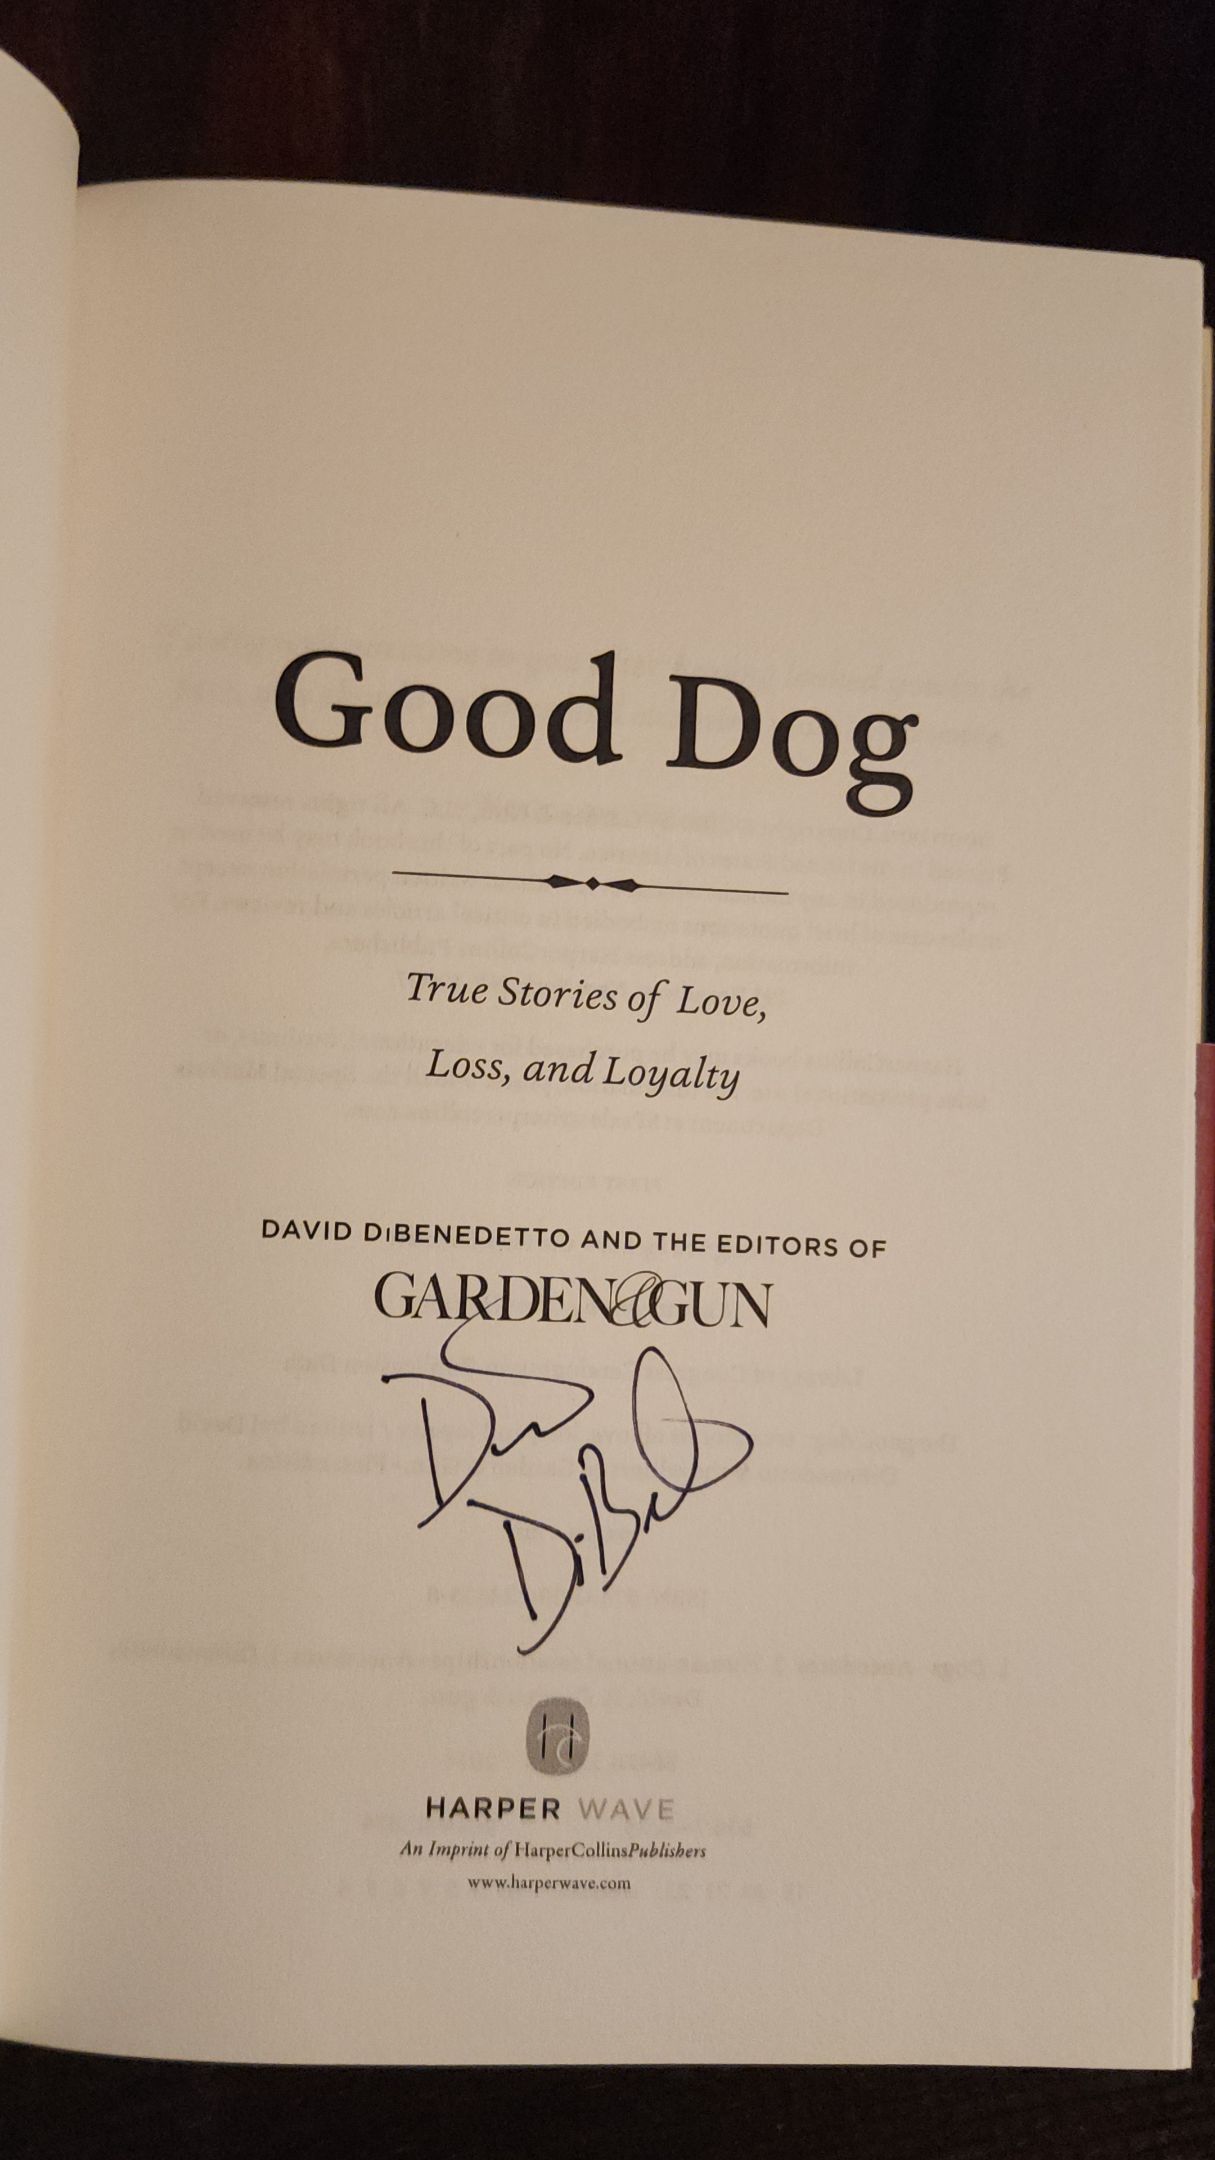 Good Dog
True Stories of Love,
Loss, and Loyalty
DAVID DiBENEDETTO AND THE EDITORS OF
GARDEN&GUN
D
DiB
HARPER WAVE
An Imprint of HarperCollinsPublishers
www.harperwave.com